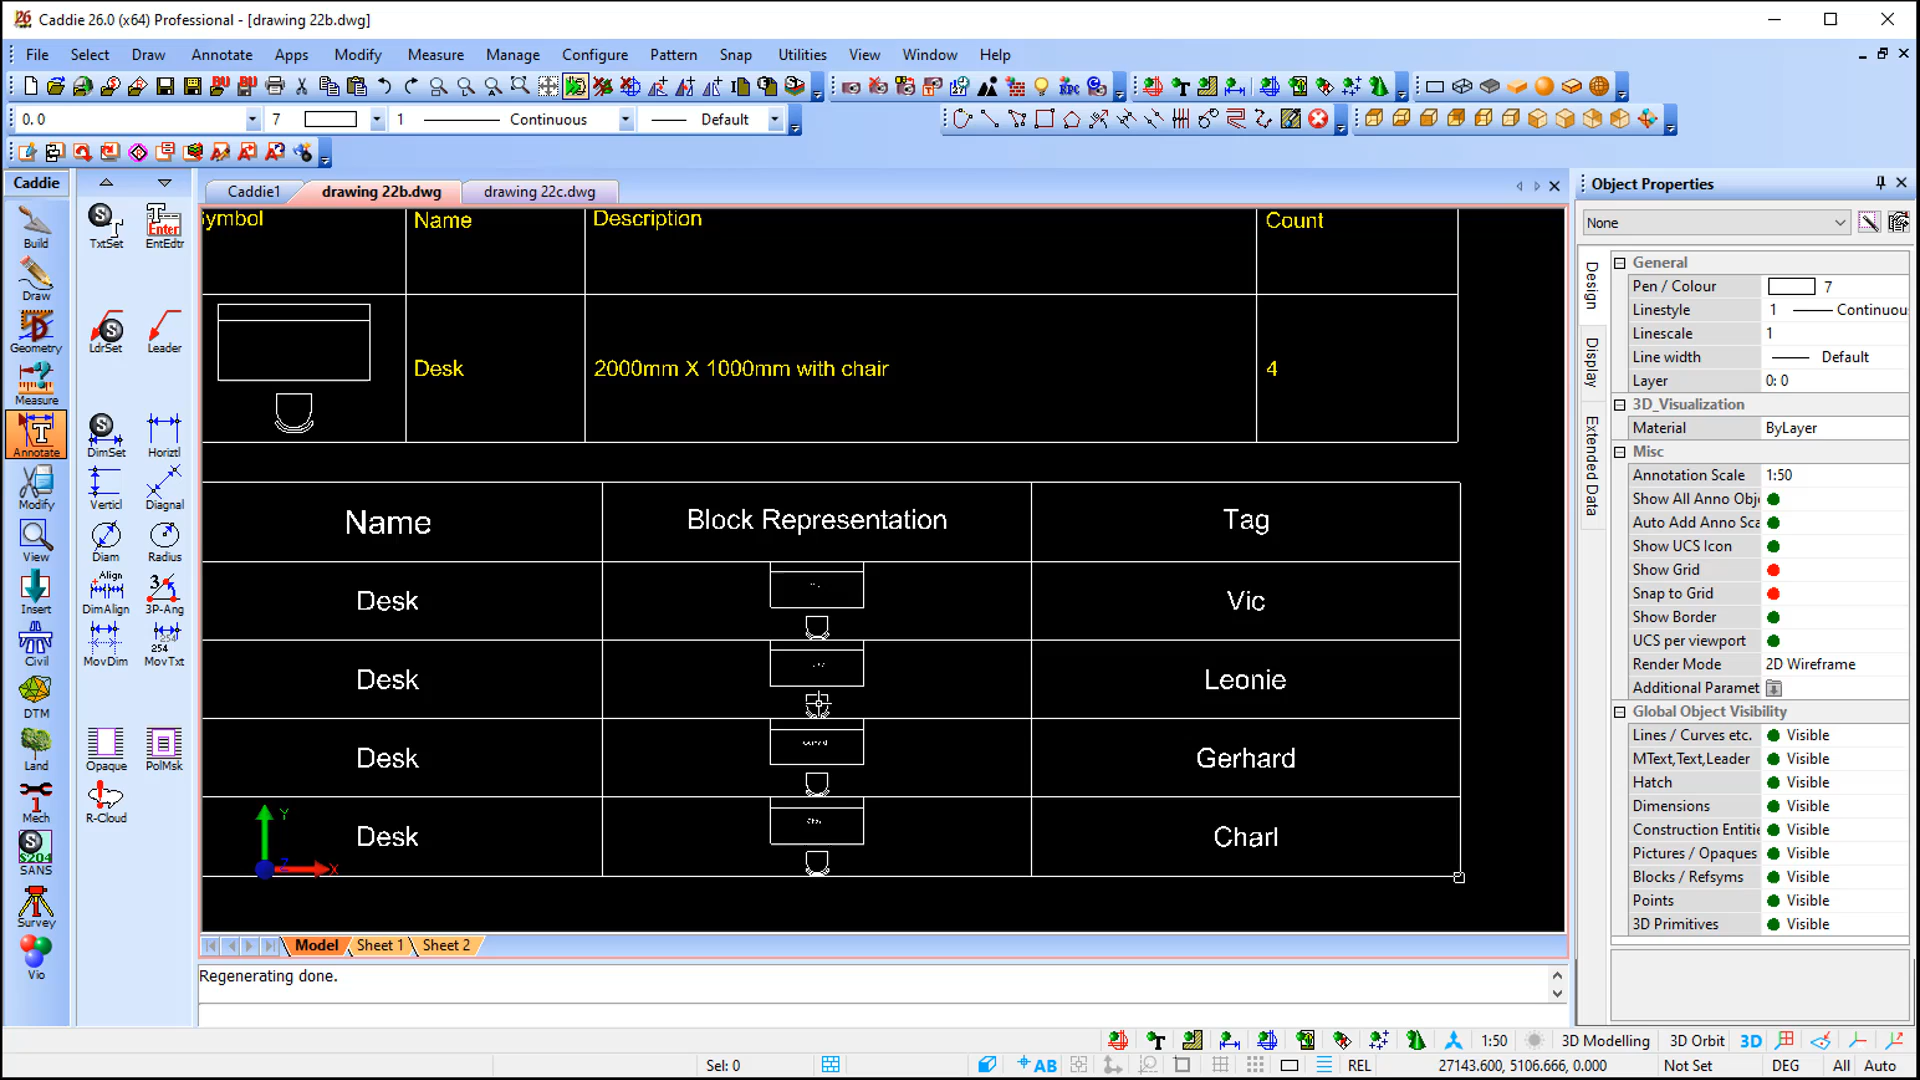 Caddie 26.0 (x64) Professional - [drawing 22b.dwg]
File Select Draw Annotate Apps Modify Measure Manage Configure Pattern Snap Utilities View Window Help
0. 0 7 1 Continuous Default
Caddie
Caddie1 drawing 22b.dwg drawing 22c.dwg
Object Properties
None
Build
Draw
Geometry
Measure
Annotate
Modify
View
Insert
Civil
DTM
Land
Mech
SANS
Survey
Vio
TxtSet EntEdtr
LdrSet Leader
DimSet Horiztl
Verticl Diagnal
Diam Radius
DimAlign 3P-Ang
MovDim MovTxt
Opaque PolMsk
R-Cloud
ymbol Name Description Count
Desk 2000mm X 1000mm with chair 4
Name Block Representation Tag
Desk Vic
Desk Leonie
Desk Gerhard
Desk Charl
Y
Z X
Model Sheet 1 Sheet 2
Regenerating done.
Design
Display
Extended Data
General
Pen / Colour 7
Linestyle 1 Continuou
Linescale 1
Line width Default
Layer 0: 0
3D_Visualization
Material ByLayer
Misc
Annotation Scale 1:50
Show All Anno Obj
Auto Add Anno Sca
Show UCS Icon
Show Grid
Snap to Grid
Show Border
UCS per viewport
Render Mode 2D Wireframe
Additional Paramet
Global Object Visibility
Lines / Curves etc. Visible
MText,Text,Leader Visible
Hatch Visible
Dimensions Visible
Construction Entitie Visible
Pictures / Opaques Visible
Blocks / Refsyms Visible
Points Visible
3D Primitives Visible
1:50 3D Modelling 3D Orbit 3D
Sel: 0 AB REL 27143.600, 5106.666, 0.000 Not Set DEG All Auto